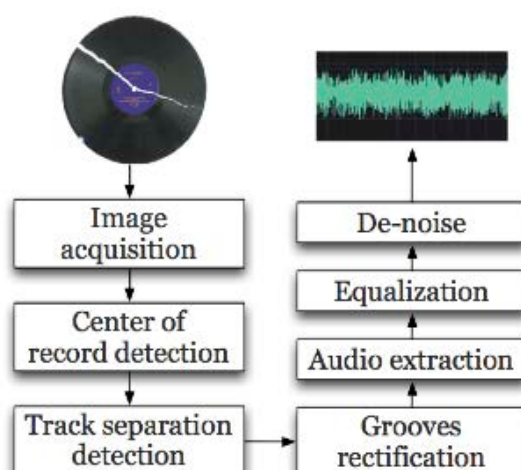 Image
acquisition
Center of
record detection
Track separation
detection
Grooves
rectification
Audio extraction
Equalization
De-noise